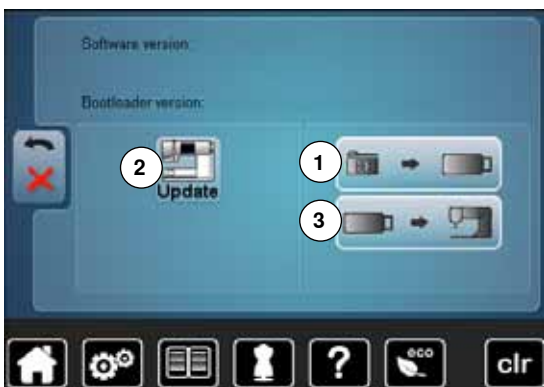 Software version:
Bootloader version:
2
Update
1
3
?
eco
clr